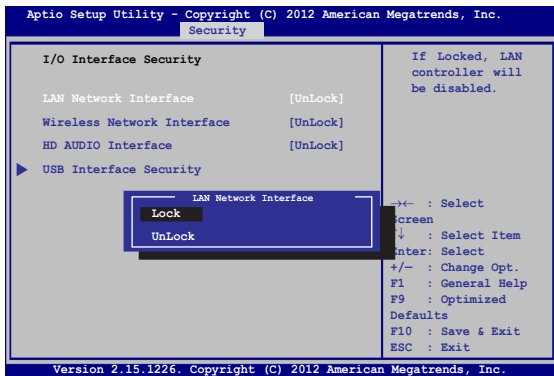 Aptio Setup Utility - Copyright (C) 2012 American Megatrends, Inc.
Security
I/O Interface Security
LAN Network Interface [UnLock]
Wireless Network Interface [UnLock]
HD AUDIO Interface [UnLock]
USB Interface Security
LAN Network Interface
Lock
UnLock
If Locked, LAN
controller will
be disabled.
→← : Select
Screen
↑↓ : Select Item
Enter: Select
+/— : Change Opt.
F1 : General Help
F9 : Optimized
Defaults
F10 : Save & Exit
ESC : Exit
Version 2.15.1226. Copyright (C) 2012 American Megatrends, Inc.